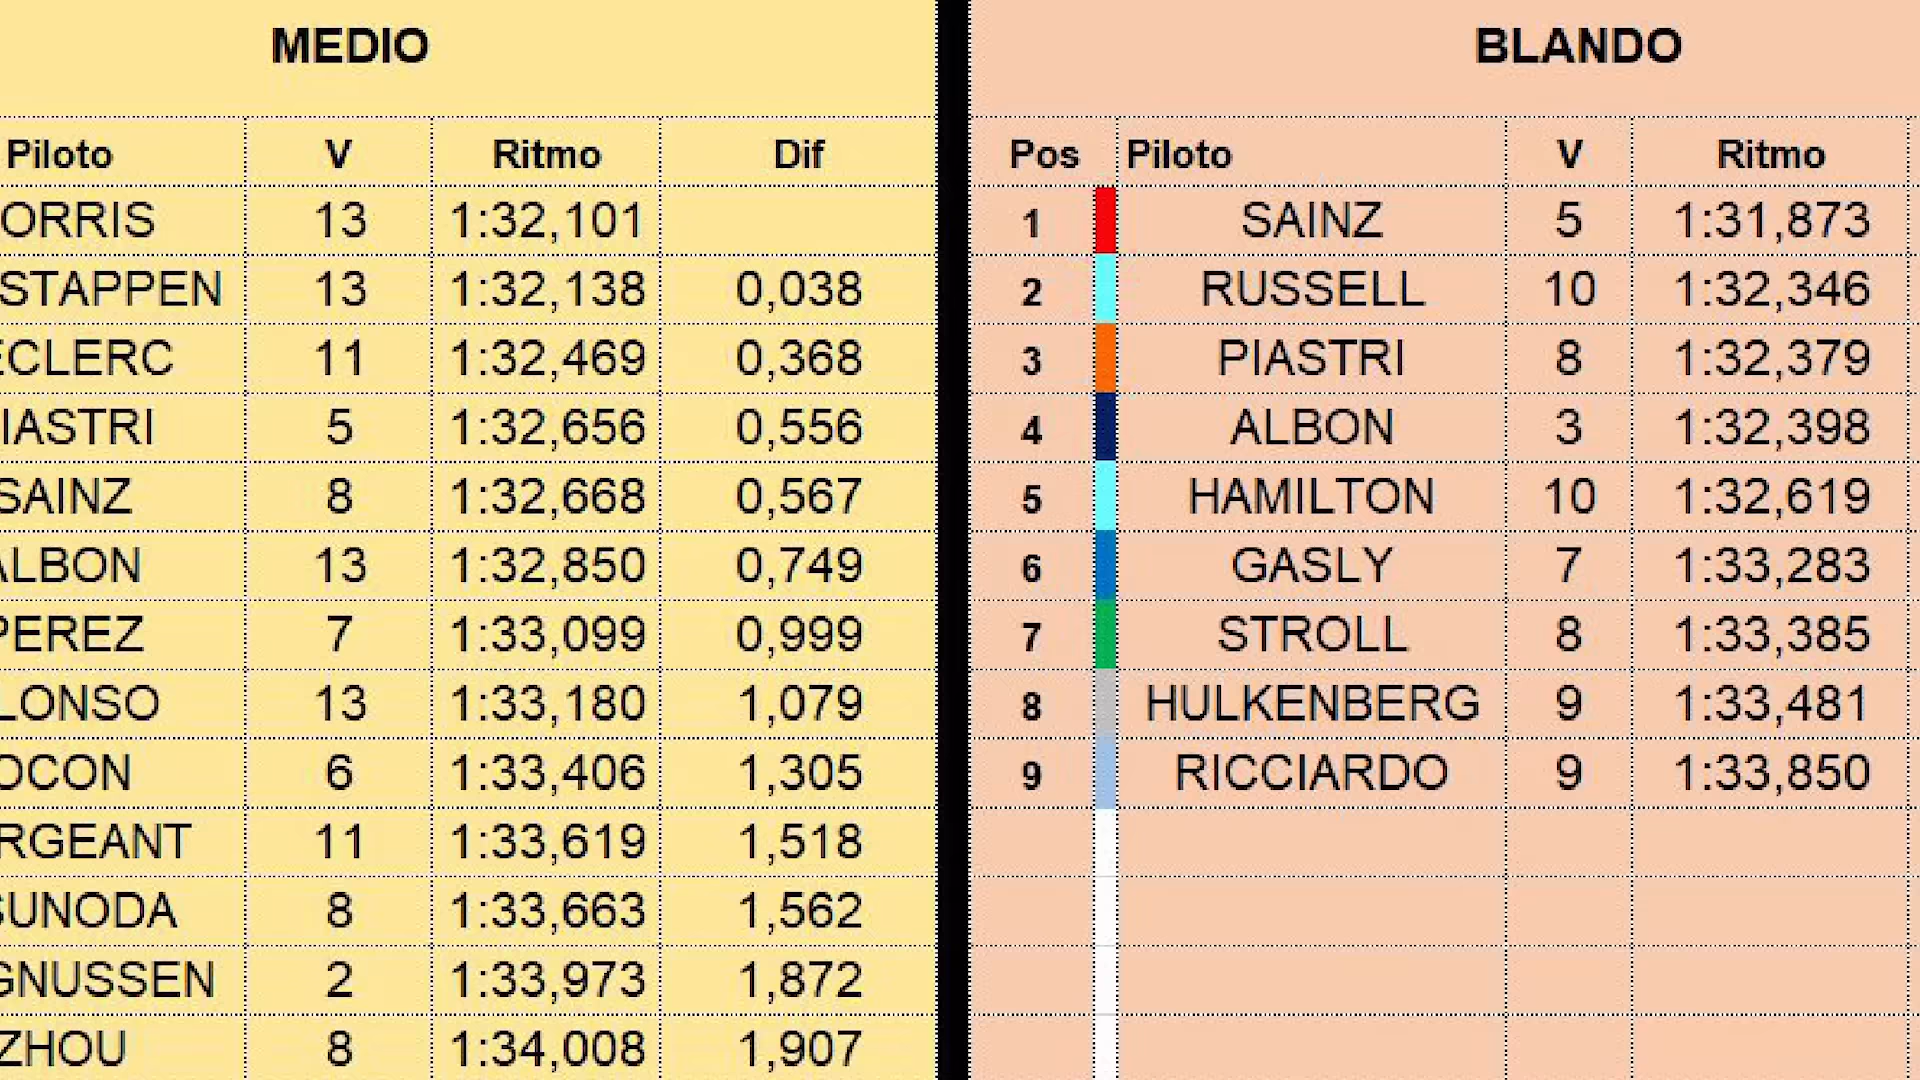 MEDIO
Piloto V Ritmo Dif
ORRIS 13 1:32,101
STAPPEN 13 1:32,138 0,038
ECLERC 11 1:32,469 0,368
IASTRI 5 1:32,656 0,556
SAINZ 8 1:32,668 0,567
ALBON 13 1:32,850 0,749
PEREZ 7 1:33,099 0,999
LONSO 13 1:33,180 1,079
OCON 6 1:33,406 1,305
RGEANT 11 1:33,619 1,518
SUNODA 8 1:33,663 1,562
GNUSSEN 2 1:33,973 1,872
ZHOU 8 1:34,008 1,907
BLANDO
Pos Piloto V Ritmo
1 SAINZ 5 1:31,873
2 RUSSELL 10 1:32,346
3 PIASTRI 8 1:32,379
4 ALBON 3 1:32,398
5 HAMILTON 10 1:32,619
6 GASLY 7 1:33,283
7 STROLL 8 1:33,385
8 HULKENBERG 9 1:33,481
9 RICCIARDO 9 1:33,850